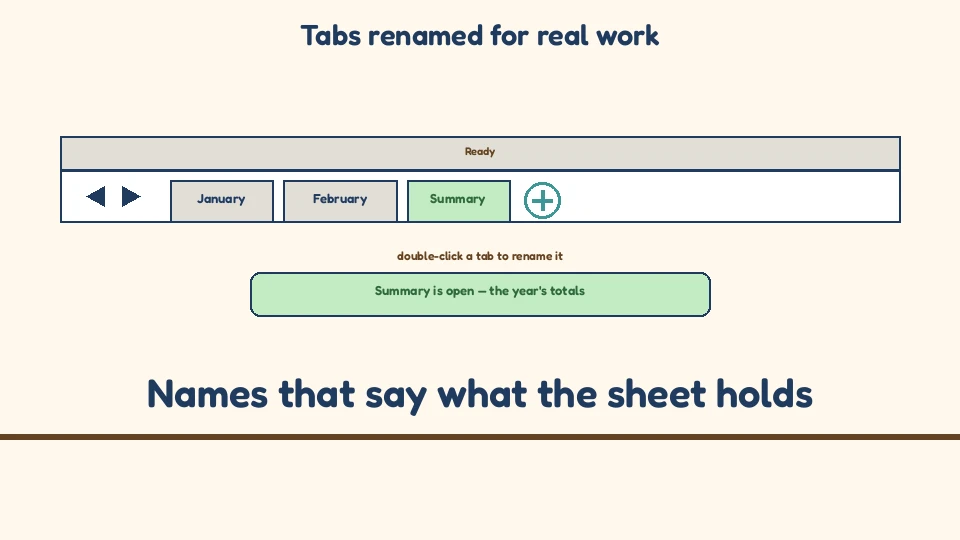 Tabs renamed for real work
Ready
January
February
Summary
double-click a tab to rename it
Summary is open — the year's totals
Names that say what the sheet holds